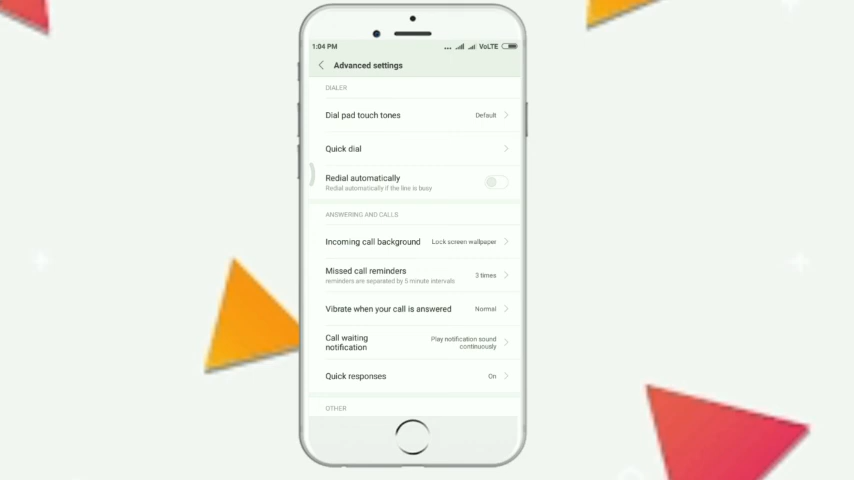 1:04 PM
... VoLTE
Advanced settings
DIALER
Dial pad touch tones Default
Quick dial
Redial automatically
Redial automatically if the line is busy
ANSWERING AND CALLS
Incoming call background Lock screen wallpaper
Missed call reminders
reminders are separated by 5 minute intervals
3 times
Vibrate when your call is answered Normal
Call waiting
notification
Play notification sound
continuously
Quick responses On
OTHER